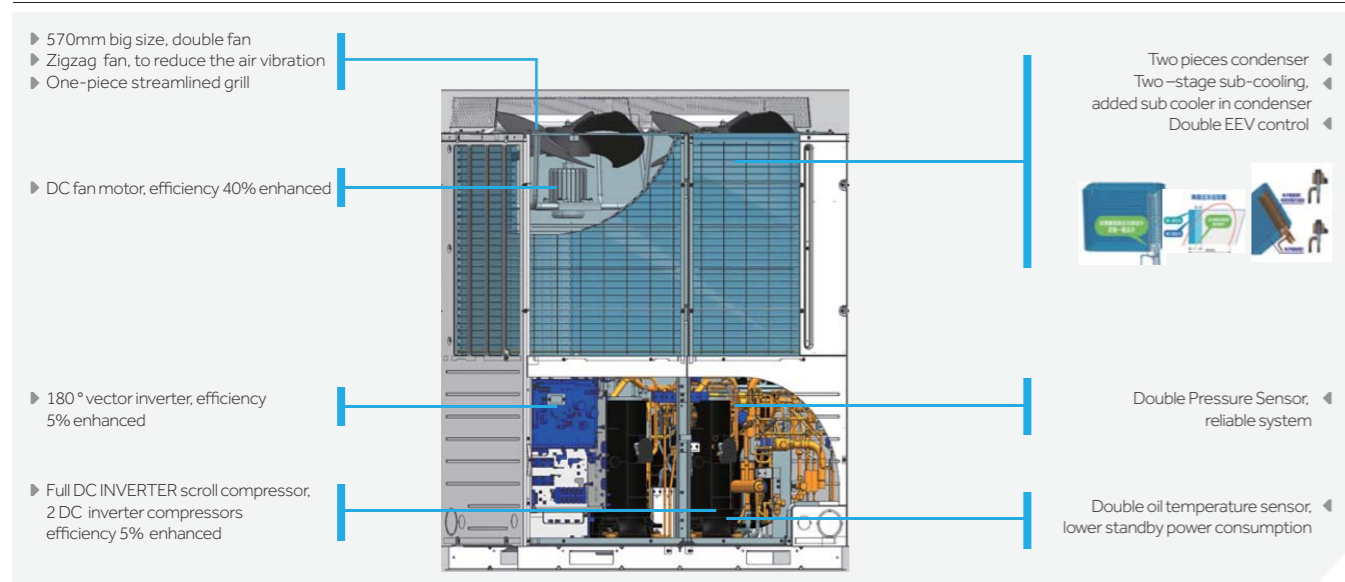 570mm big size, double fan
Zigzag fan, to reduce the air vibration
One-piece streamlined grill
DC fan motor, efficiency 40% enhanced
180 ° vector inverter, efficiency
5% enhanced
Full DC INVERTER scroll compressor,
2 DC inverter compressors
efficiency 5% enhanced
Two pieces condenser
Two –stage sub-cooling,
added sub cooler in condenser
Double EEV control
Double Pressure Sensor,
reliable system
Double oil temperature sensor,
lower standby power consumption